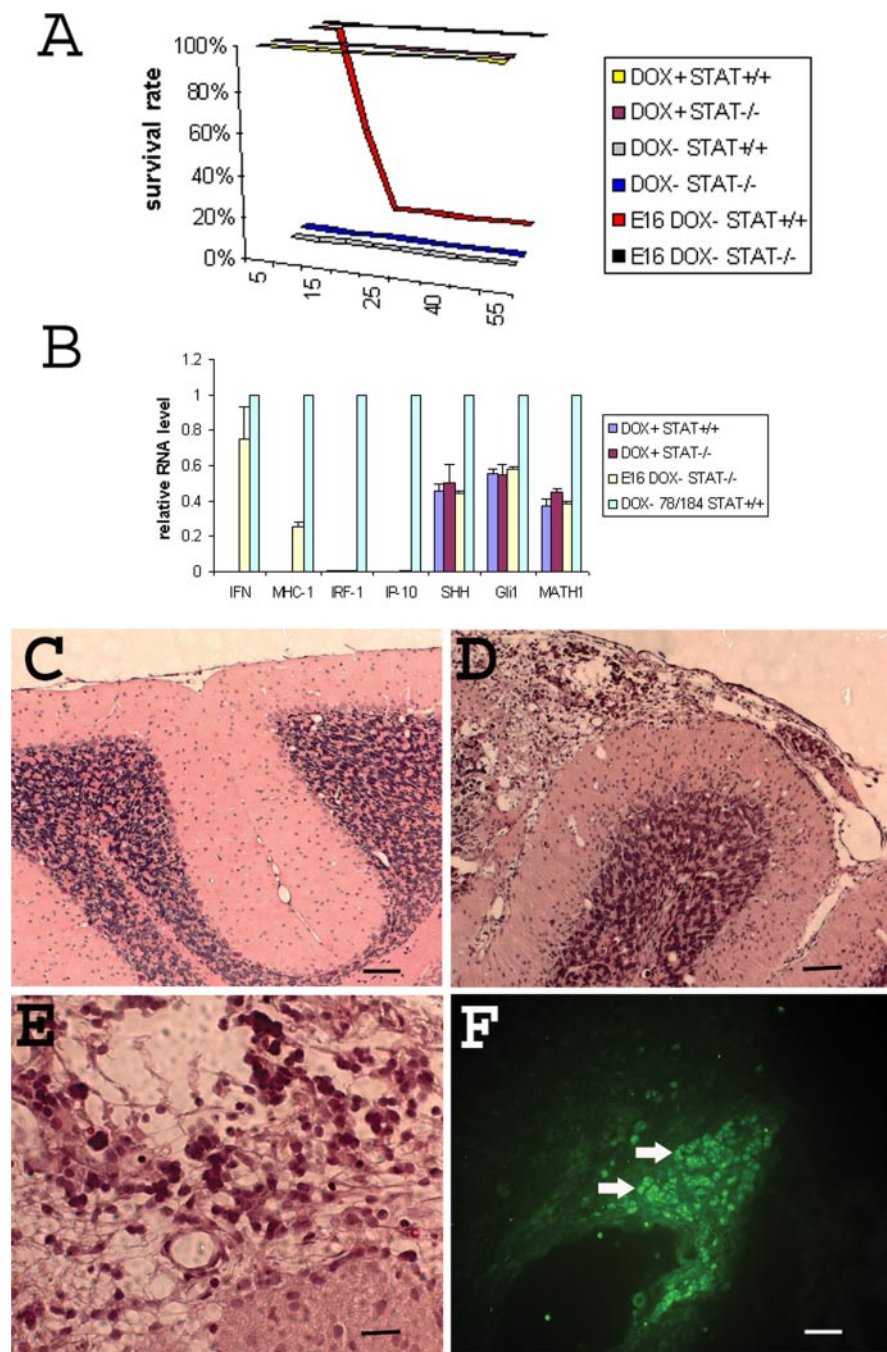 A
100%
80%
60%
40%
20%
0%
survival rate
5
15
25
40
55
DOX+ STAT+/+
DOX+ STAT-/-
DOX- STAT+/+
DOX- STAT-/-
E16 DOX- STAT+/+
E16 DOX- STAT-/-
B
1.2
1
0.8
0.6
0.4
0.2
0
relative RNA level
IFN
MHC-1
IRF-1
IP-10
SHH
Gli1
MATH1
DOX+ STAT+/+
DOX+ STAT-/-
E16 DOX- STAT-/-
DOX- 78/184 STAT+/+
C
D
E
F